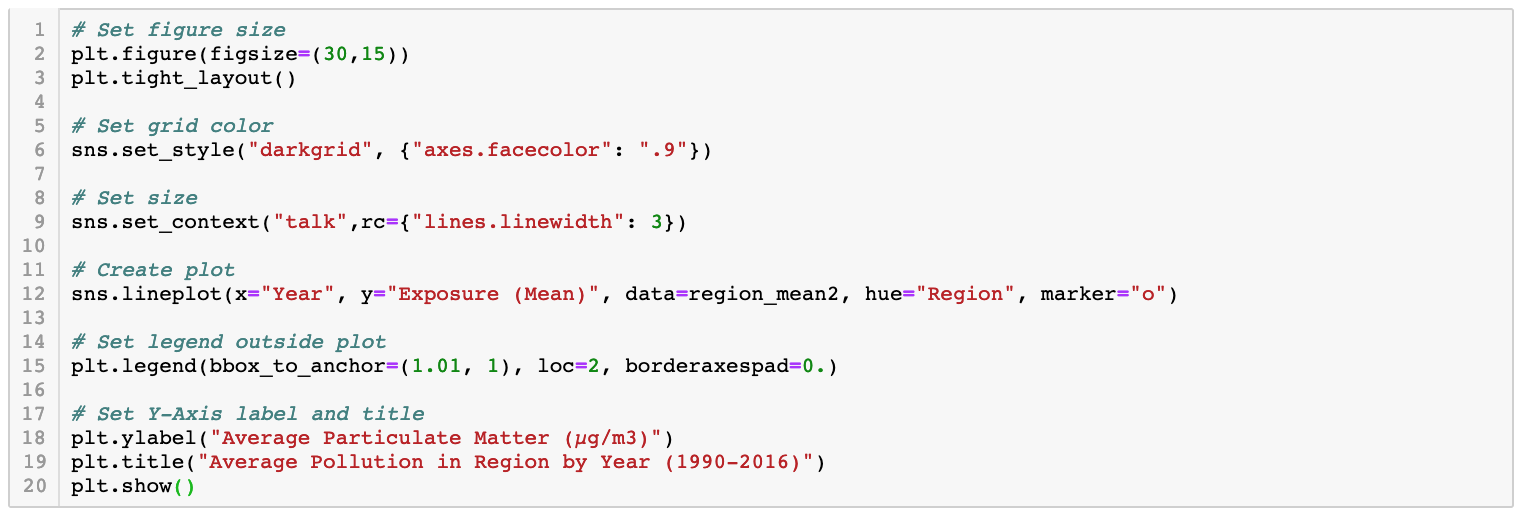 1 # Set figure size
2 plt.figure(figsize=(30,15))
3 plt.tight_layout()
4
5 # Set grid color
6 sns.set_style("darkgrid", {"axes.facecolor": ".9"})
7
8 # Set size
9 sns.set_context("talk",rc={"lines.linewidth": 3})
10
11 # Create plot
12 sns.lineplot(x="Year", y="Exposure (Mean)", data=region_mean2, hue="Region", marker="o")
13
14 # Set legend outside plot
15 plt.legend(bbox_to_anchor=(1.01, 1), loc=2, borderaxespad=0.)
16
17 # Set Y-Axis label and title
18 plt.ylabel("Average Particulate Matter (µg/m3)")
19 plt.title("Average Pollution in Region by Year (1990-2016)")
20 plt.show()